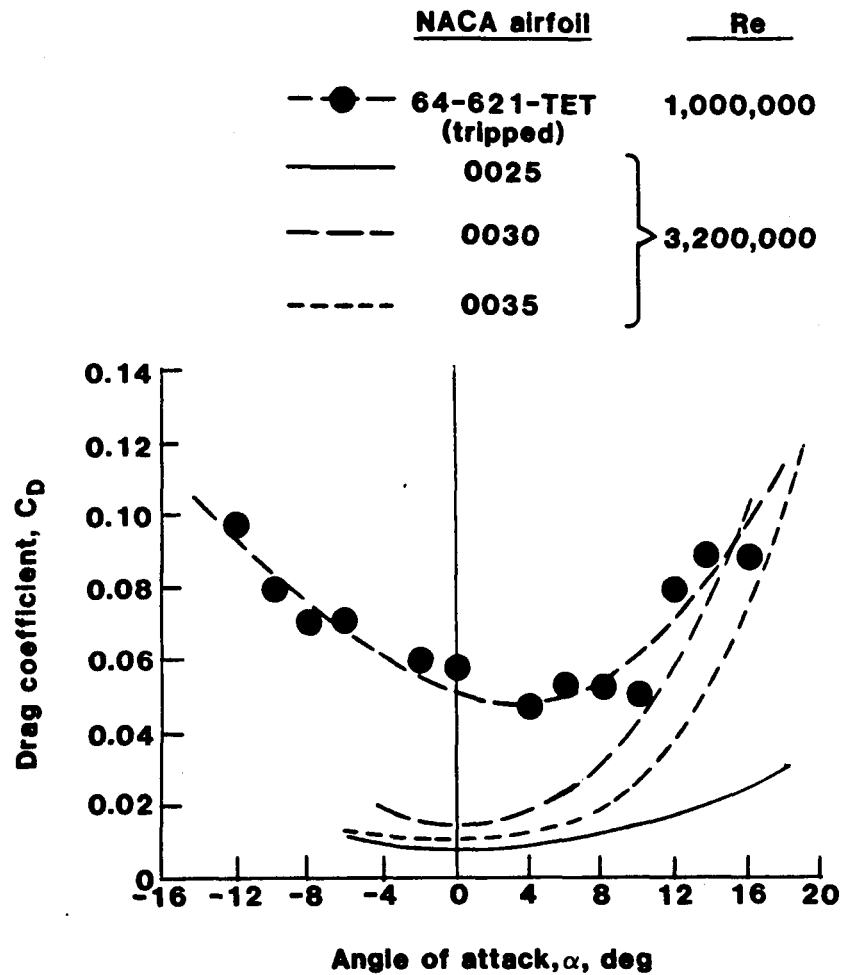 NACA airfoil Re
64-621-TET 1,000,000
(tripped)
0025
0030 3,200,000
0035
0.14
0.12
0.10
0.08
0.06
0.04
0.02
0
-16 -12 -8 -4 0 4 8 12 16 20
Drag coefficient, CD
Angle of attack, α, deg